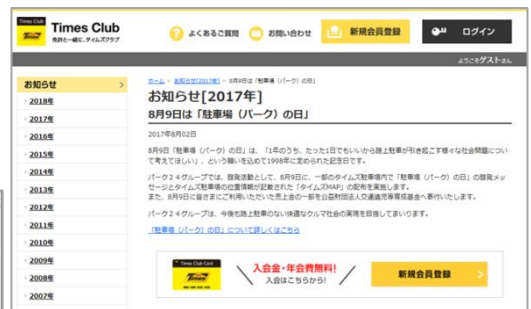 Times Club
Times Club
免許と一緒に、タイムズクラブ
よくあるご質問
お問い合わせ
新規会員登録
ログイン
ようこそゲストさん
お知らせ
2018年
2017年
2016年
2015年
2014年
2013年
2012年
2011年
2010年
2009年
2008年
2007年
ホーム > お知らせ[2017年] > 8月9日は「駐車場（パーク）の日」
お知らせ[2017年]
8月9日は「駐車場（パーク）の日」
2017年8月02日
8月9日「駐車場（パーク）の日」は、「1年のうち、たった1日でもいいから路上駐車が引き起こす様々な社会問題につい
て考えてほしい」、という願いを込めて1998年に定められた記念日です。
パーク２４グループでは、啓発活動として、8月9日に、一部のタイムズ駐車場内で「駐車場（パーク）の日」の啓発メッ
セージとタイムズ駐車場の位置情報が記載された「タイムズMAP」の配布を実施します。
また、8月9日に皆さまにご利用いただいた売上金の一部を公益財団法人交通遺児等育成基金へ寄付いたします。
パーク２４グループは、今後も路上駐車のない快適なクルマ社会の実現を目指してまいります。
「駐車場（パーク）の日」について詳しくはこちら
Times Club Card
Times
入会金・年会費無料!
入会はこちらから!
新規会員登録